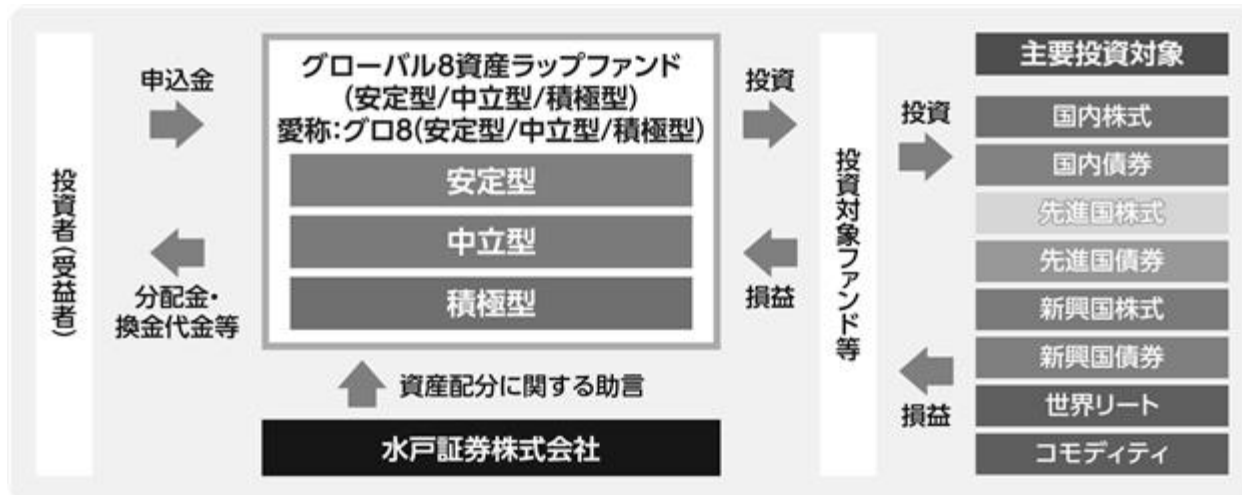 投資者(受益者)
申込金
分配金・
換金代金等
グローバル8資産ラップファンド
(安定型/中立型/積極型)
愛称:グロ8(安定型/中立型/積極型)
安定型
中立型
積極型
資産配分に関する助言
水戸証券株式会社
投資
損益
投資対象ファンド等
投資
損益
主要投資対象
国内株式
国内債券
先進国株式
先進国債券
新興国株式
新興国債券
世界リート
コモディティ